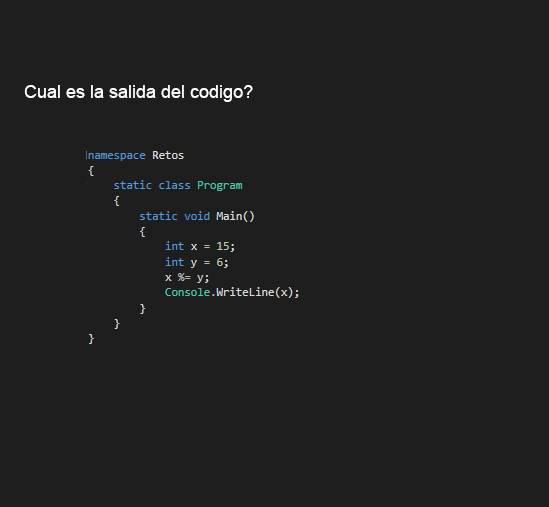 Cual es la salida del codigo?
namespace Retos
{
static class Program
{
static void Main()
{
int x = 15;
int y = 6;
x %= y;
Console.WriteLine(x);
}
}
}